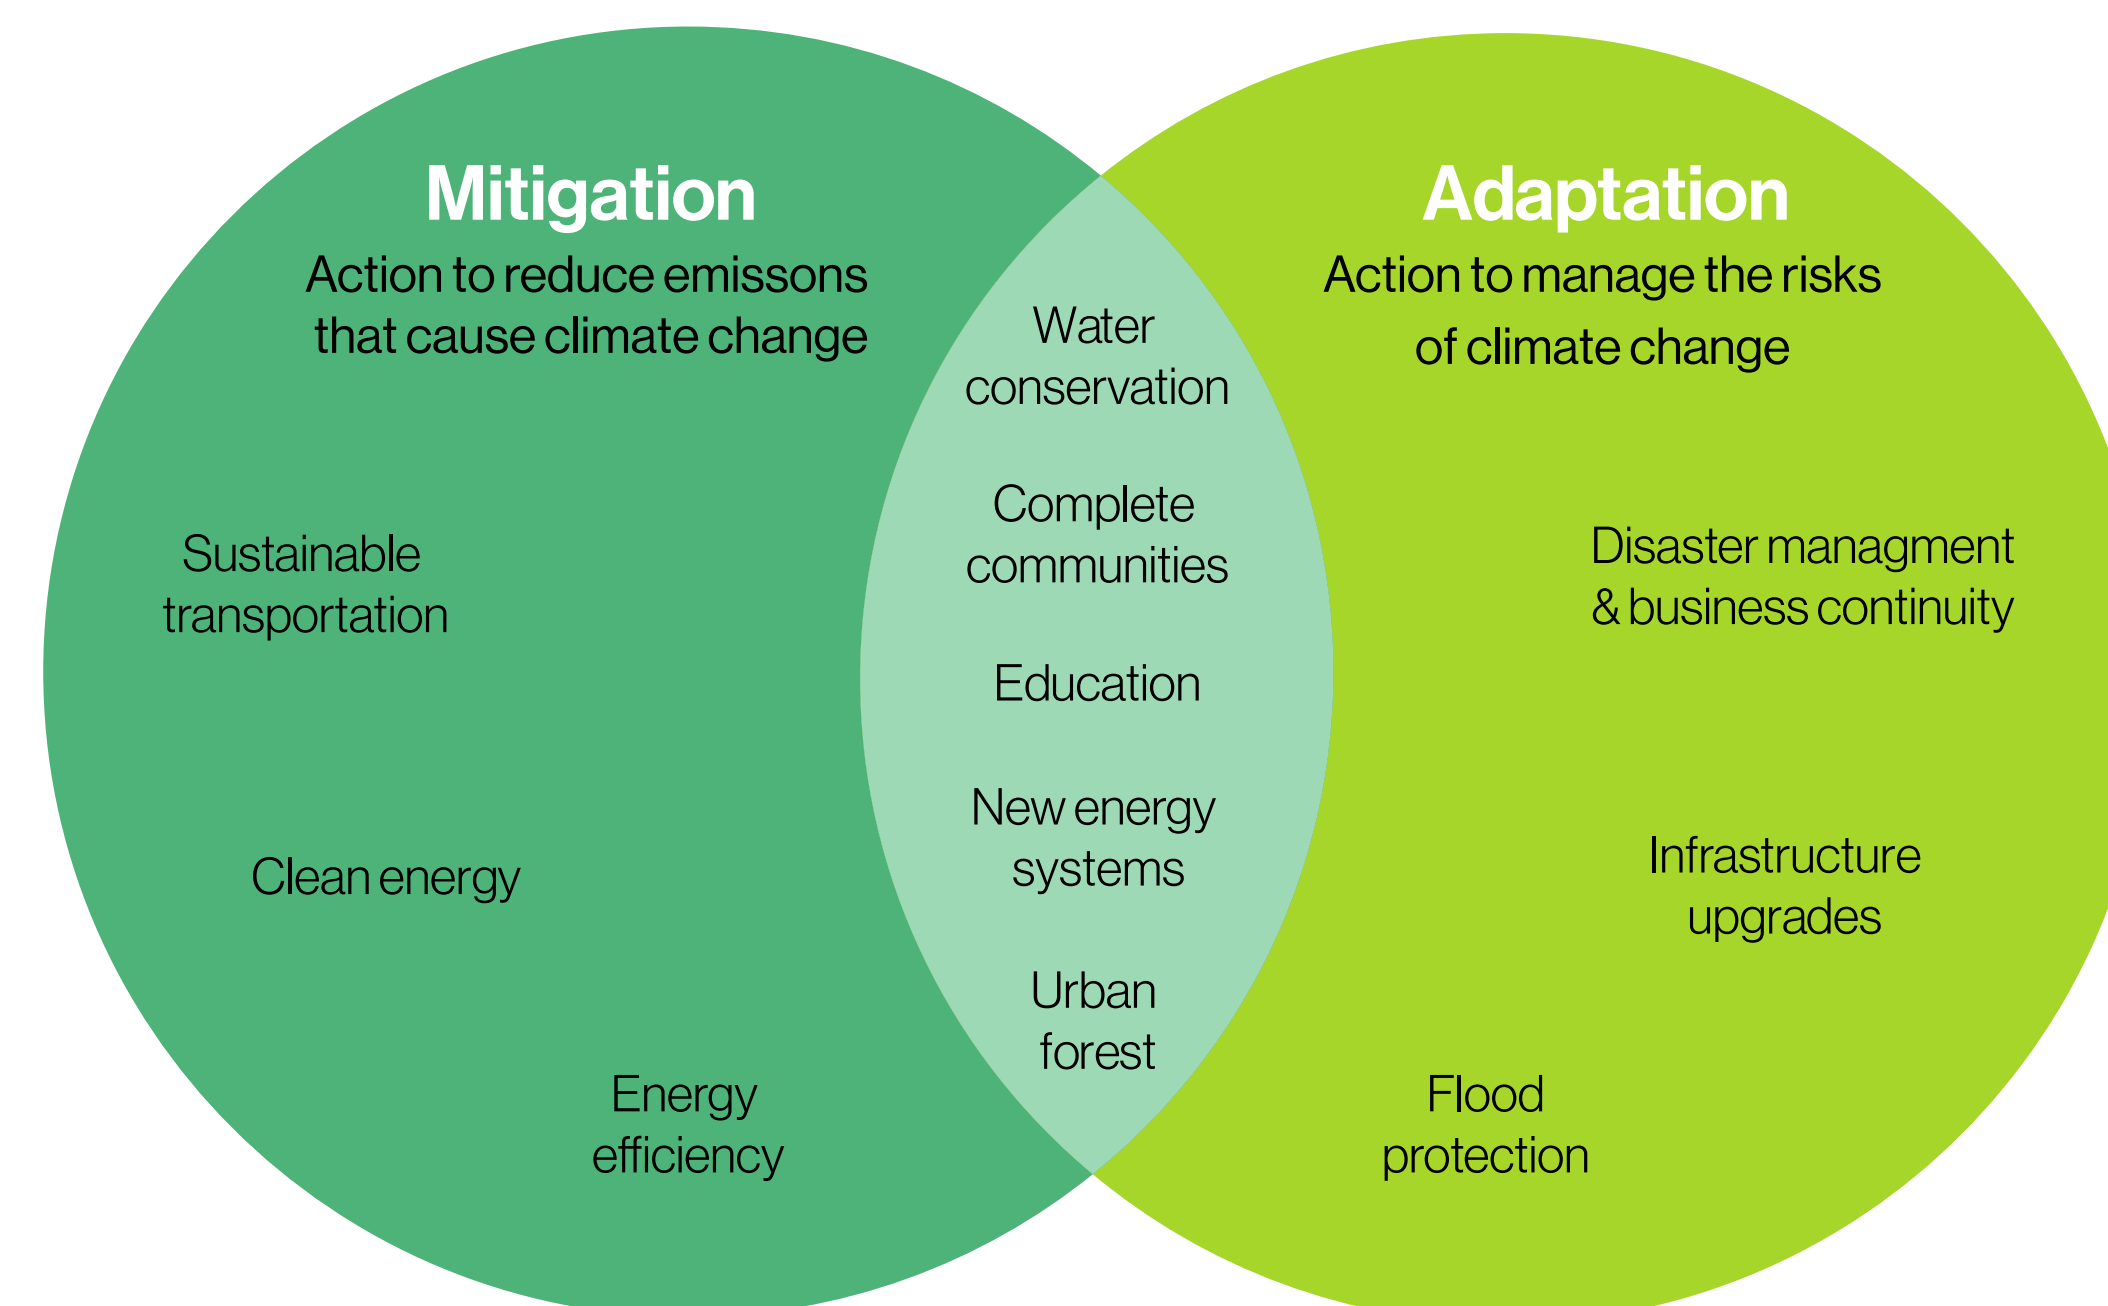 Mitigation
Action to reduce emissons
that cause climate change
Sustainable
transportation
Clean energy
Energy
efficiency
Water
conservation
Complete
communities
Education
New energy
systems
Urban
forest
Adaptation
Action to manage the risks
of climate change
Disaster managment
& business continuity
Infrastructure
upgrades
Flood
protection